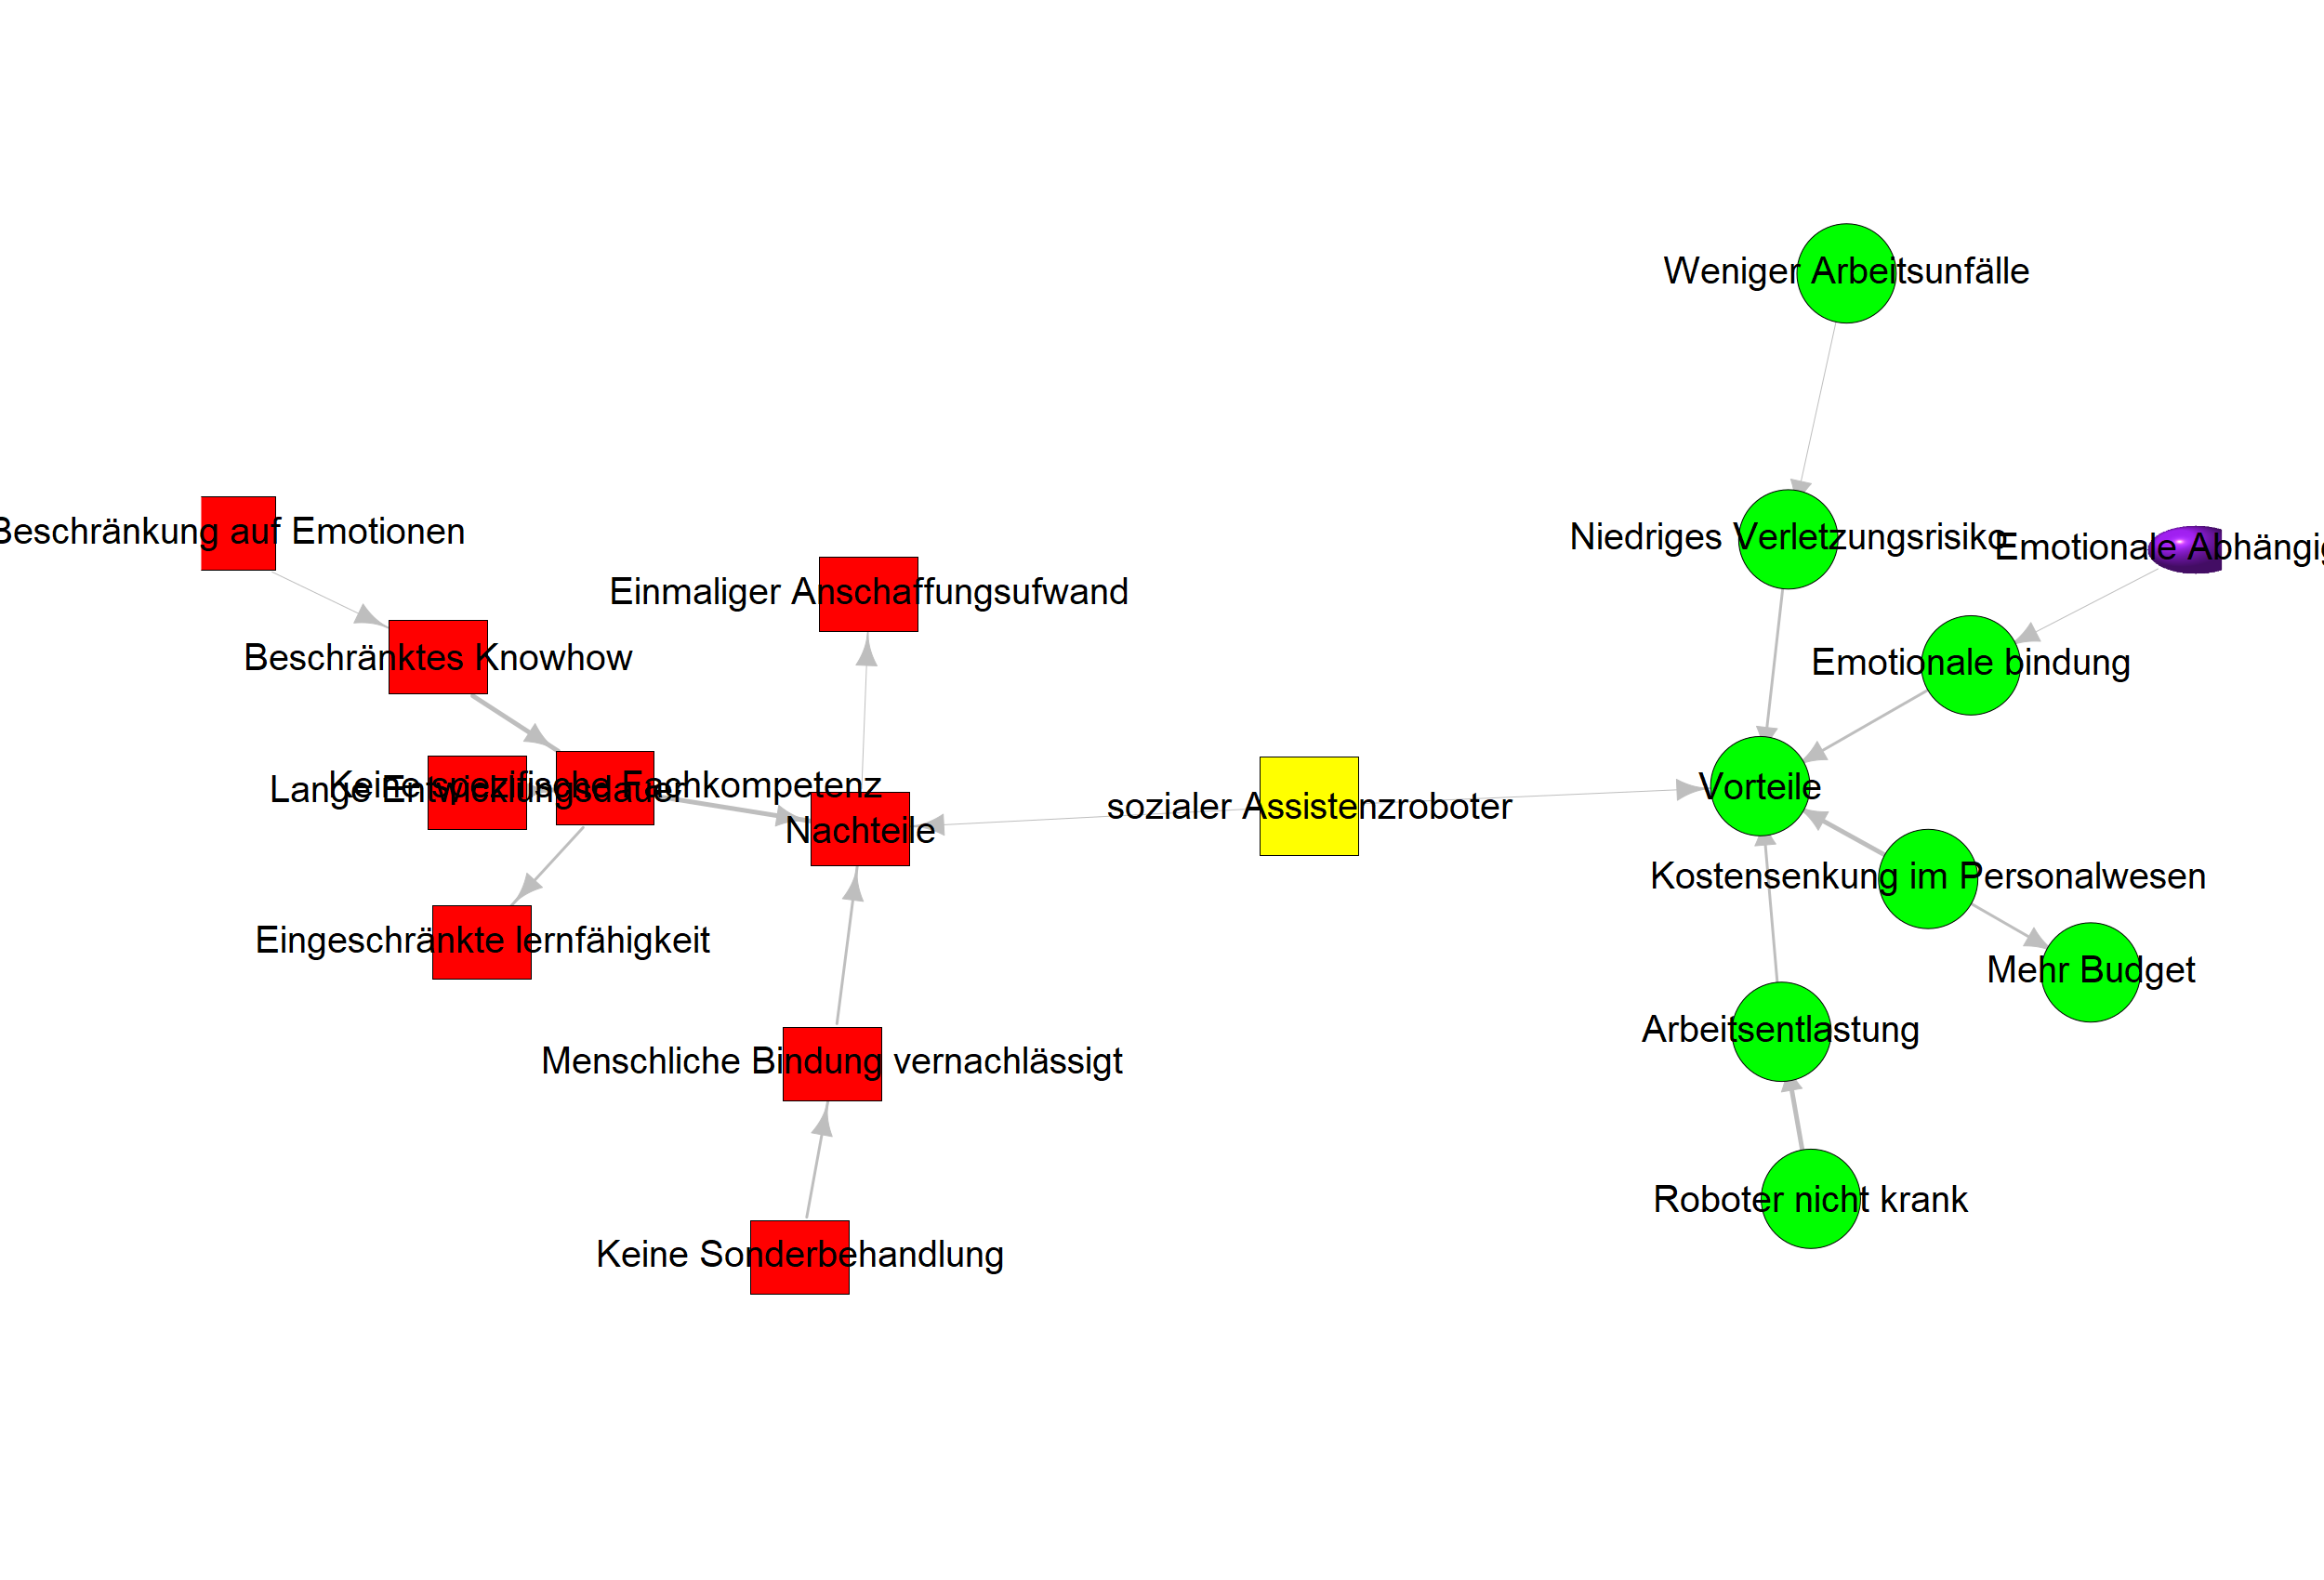 Weniger Arbeitsunfälle
Beschränkung auf Emotionen
Niedriges Verletzungsrisiko
Emotionale Abhängig
Einmaliger Anschaffungsufwand
Beschränktes Knowhow
Emotionale bindung
Keine spezifische Fachkompetenz
Lange Entwicklungsdauer
Vorteile
sozialer Assistenzroboter
Nachteile
Kostensenkung im Personalwesen
Eingeschränkte lernfähigkeit
Mehr Budget
Arbeitsentlastung
Menschliche Bindung vernachlässigt
Roboter nicht krank
Keine Sonderbehandlung